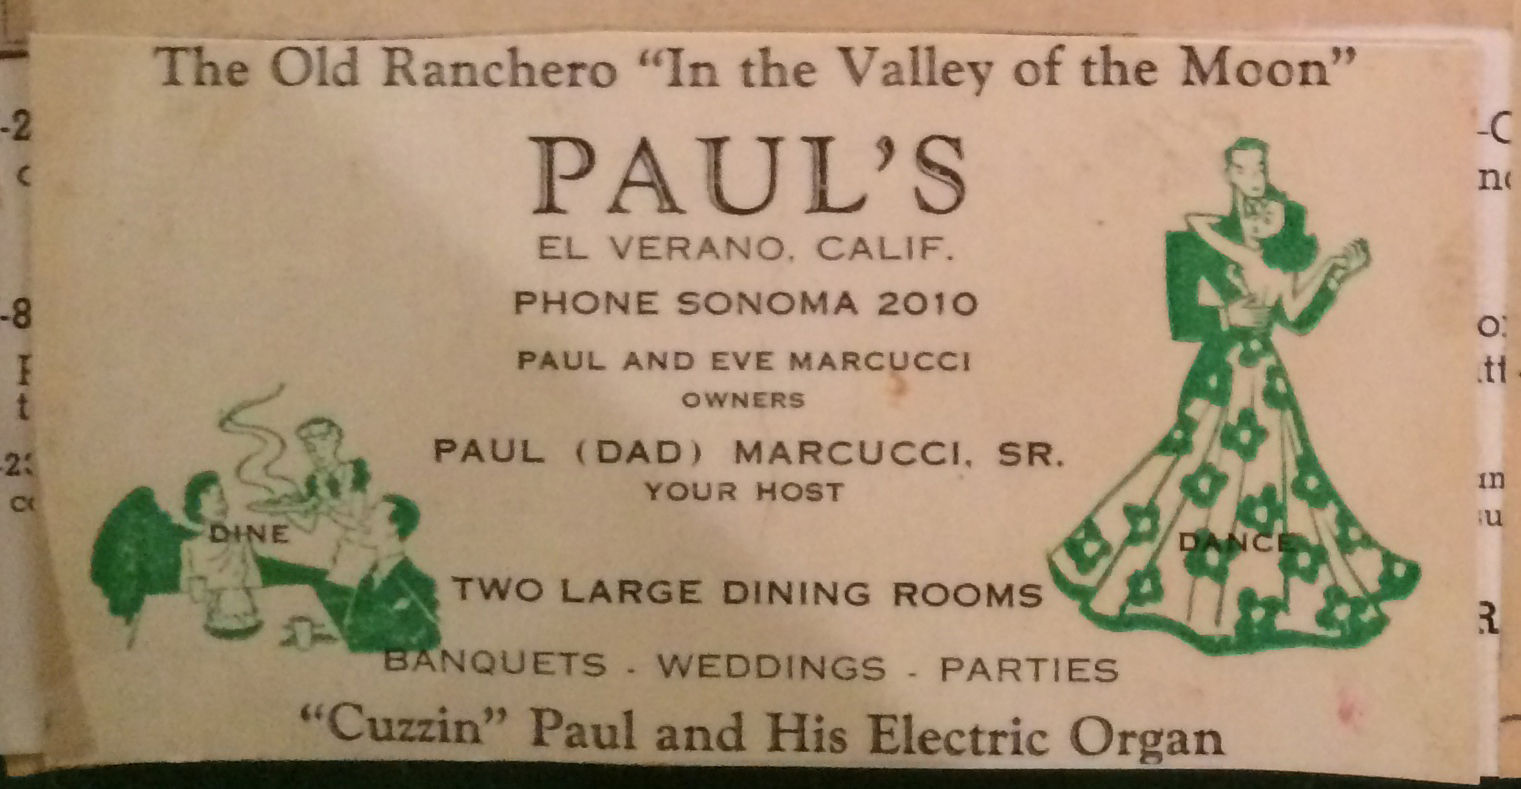 The Old Ranchero “In the Valley of the Moon”
PAUL’S
EL VERANO, CALIF.
PHONE SONOMA 2010
PAUL AND EVE MARCUCCI
OWNERS
PAUL (DAD) MARCUCCI, SR.
YOUR HOST
DINE
DANCE
TWO LARGE DINING ROOMS
BANQUETS - WEDDINGS - PARTIES
“Cuzzin” Paul and His Electric Organ